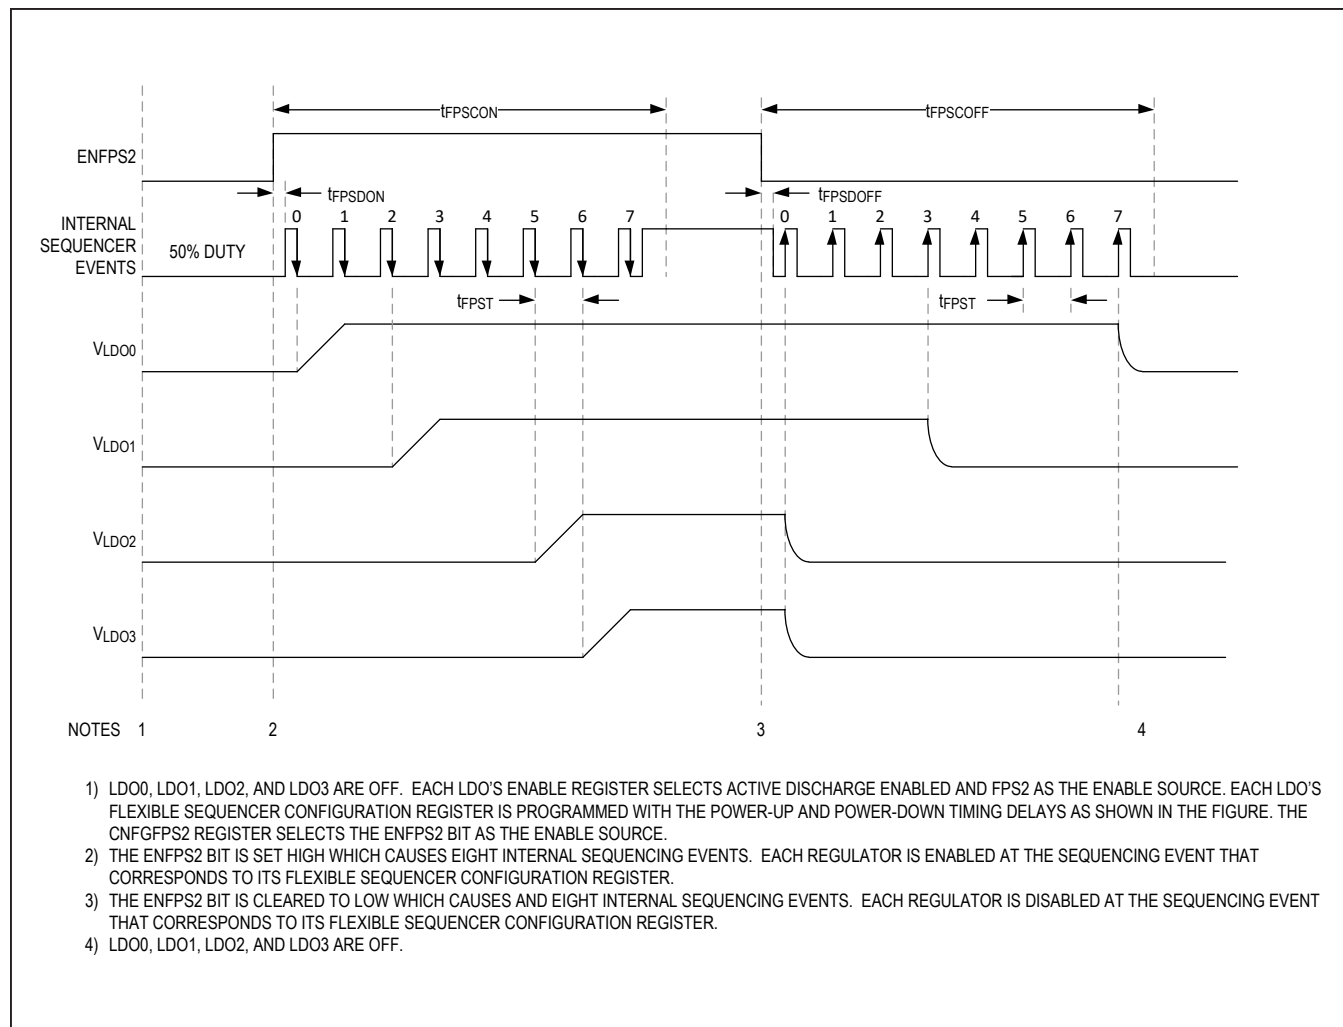 tFPSCON
tFPSCOFF
ENFPS2
tFPSDON
tFPSDOFF
INTERNAL
SEQUENCER
EVENTS
50% DUTY
0 1 2 3 4 5 6 7
0 1 2 3 4 5 6 7
tFPST
tFPST
VLDO0
VLDO1
VLDO2
VLDO3
NOTES 1 2 3 4
1) LDO0, LDO1, LDO2, AND LDO3 ARE OFF. EACH LDO'S ENABLE REGISTER SELECTS ACTIVE DISCHARGE ENABLED AND FPS2 AS THE ENABLE SOURCE. EACH LDO'S
FLEXIBLE SEQUENCER CONFIGURATION REGISTER IS PROGRAMMED WITH THE POWER-UP AND POWER-DOWN TIMING DELAYS AS SHOWN IN THE FIGURE. THE
CNFGFPS2 REGISTER SELECTS THE ENFPS2 BIT AS THE ENABLE SOURCE.
2) THE ENFPS2 BIT IS SET HIGH WHICH CAUSES EIGHT INTERNAL SEQUENCING EVENTS. EACH REGULATOR IS ENABLED AT THE SEQUENCING EVENT THAT
CORRESPONDS TO ITS FLEXIBLE SEQUENCER CONFIGURATION REGISTER.
3) THE ENFPS2 BIT IS CLEARED TO LOW WHICH CAUSES AND EIGHT INTERNAL SEQUENCING EVENTS. EACH REGULATOR IS DISABLED AT THE SEQUENCING EVENT
THAT CORRESPONDS TO ITS FLEXIBLE SEQUENCER CONFIGURATION REGISTER.
4) LDO0, LDO1, LDO2, AND LDO3 ARE OFF.